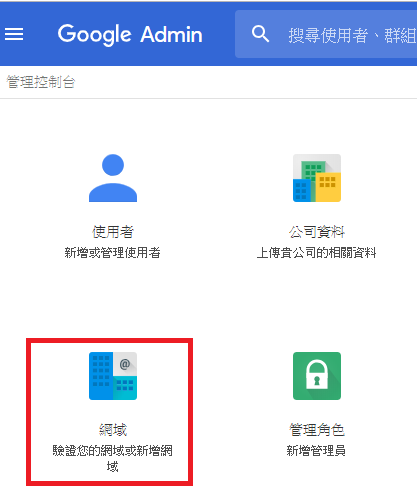 Google Admin
搜尋使用者、群組
管理控制台
使用者
新增或管理使用者
公司資料
上傳貴公司的相關資料
@
網域
驗證您的網域或新增網
域
管理角色
新增管理員